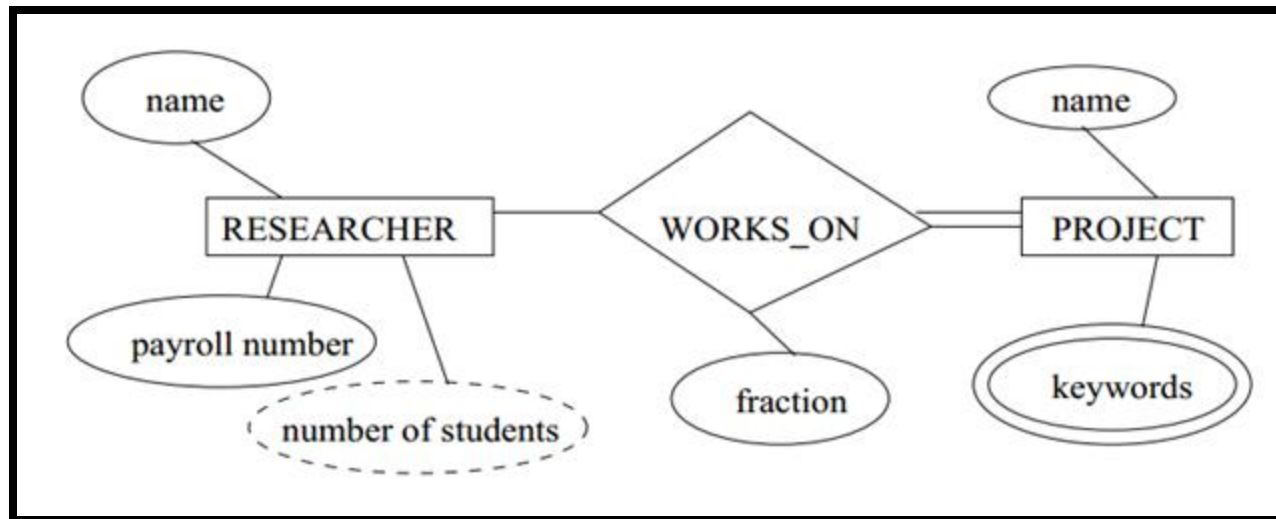 name
name
RESEARCHER
WORKS_ON
PROJECT
payroll number
number of students
fraction
keywords